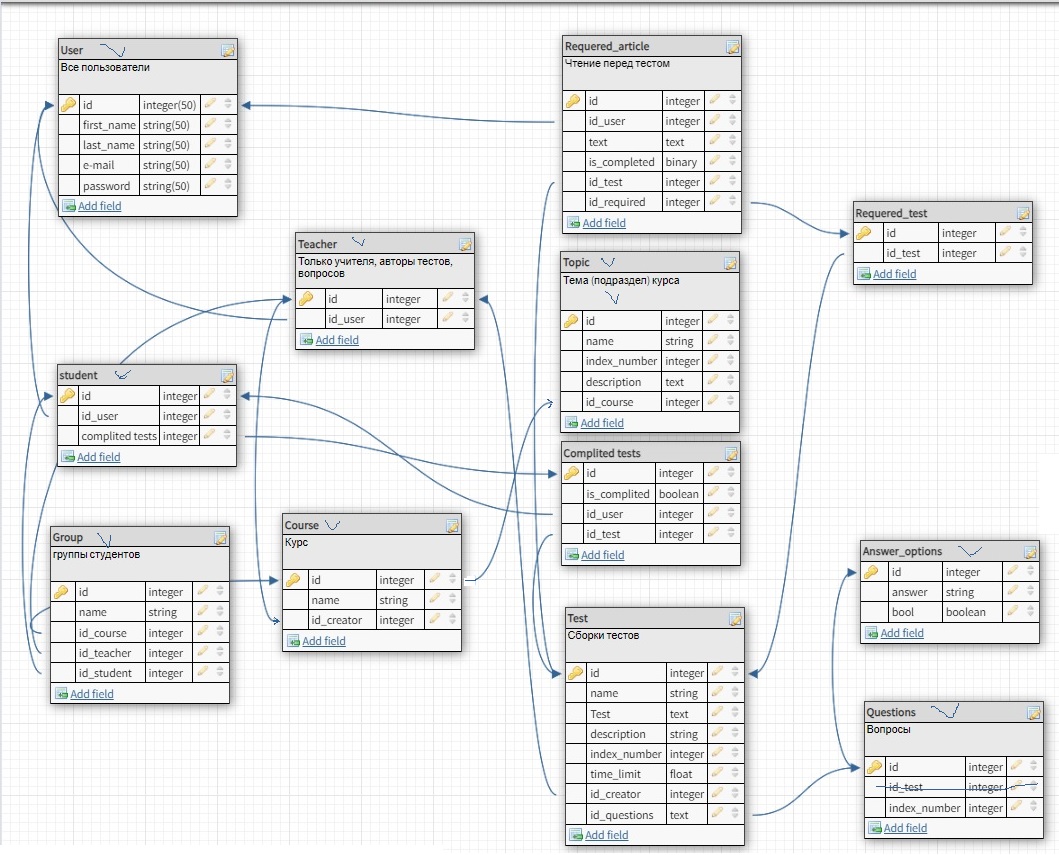 User
Все пользователи
id integer(50)
first_name string(50)
last_name string(50)
e-mail string(50)
password string(50)
Add field
Requered_article
Чтение перед тестом
id integer
id_user integer
text text
is_completed binary
id_test integer
id_required integer
Add field
Requered_test
id integer
id_test integer
Add field
Teacher
Только учителя, авторы тестов,
вопросов
id integer
id_user integer
Add field
Topic
Тема (подраздел) курса
id integer
name string
index_number integer
description text
id_course integer
Add field
student
id integer
id_user integer
complited tests integer
Add field
Complited tests
id integer
is_complited boolean
id_user integer
id_test integer
Add field
Group
группы студентов
id integer
name string
id_course integer
id_teacher integer
id_student integer
Add field
Course
Курс
id integer
name string
id_creator integer
Add field
Answer_options
id integer
answer string
bool boolean
Add field
Test
Сборки тестов
id integer
name string
Test text
description string
index_number integer
time_limit float
id_creator integer
id_questions text
Add field
Questions
Вопросы
id integer
id_test integer
index_number integer
Add field